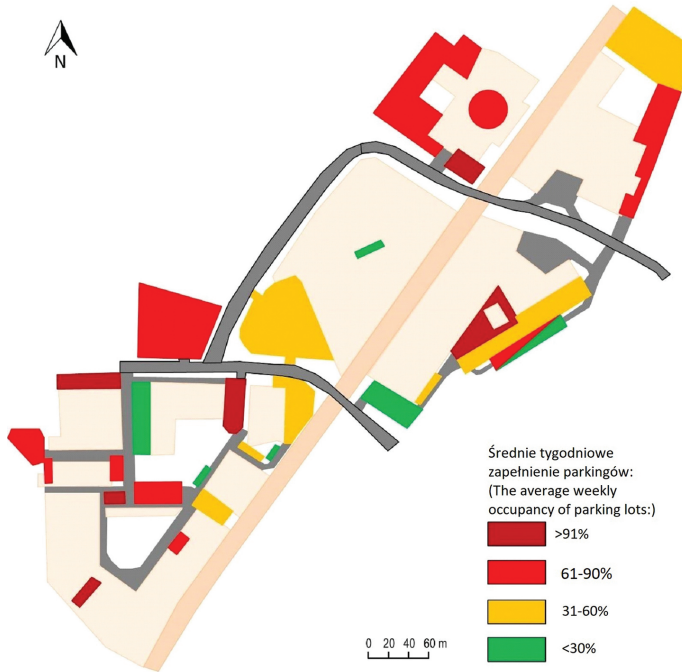 N
Średnie tygodniowe
zapełnienie parkingów:
(The average weekly
occupancy of parking lots:)
>91%
61-90%
31-60%
<30%
0 20 40 60 m